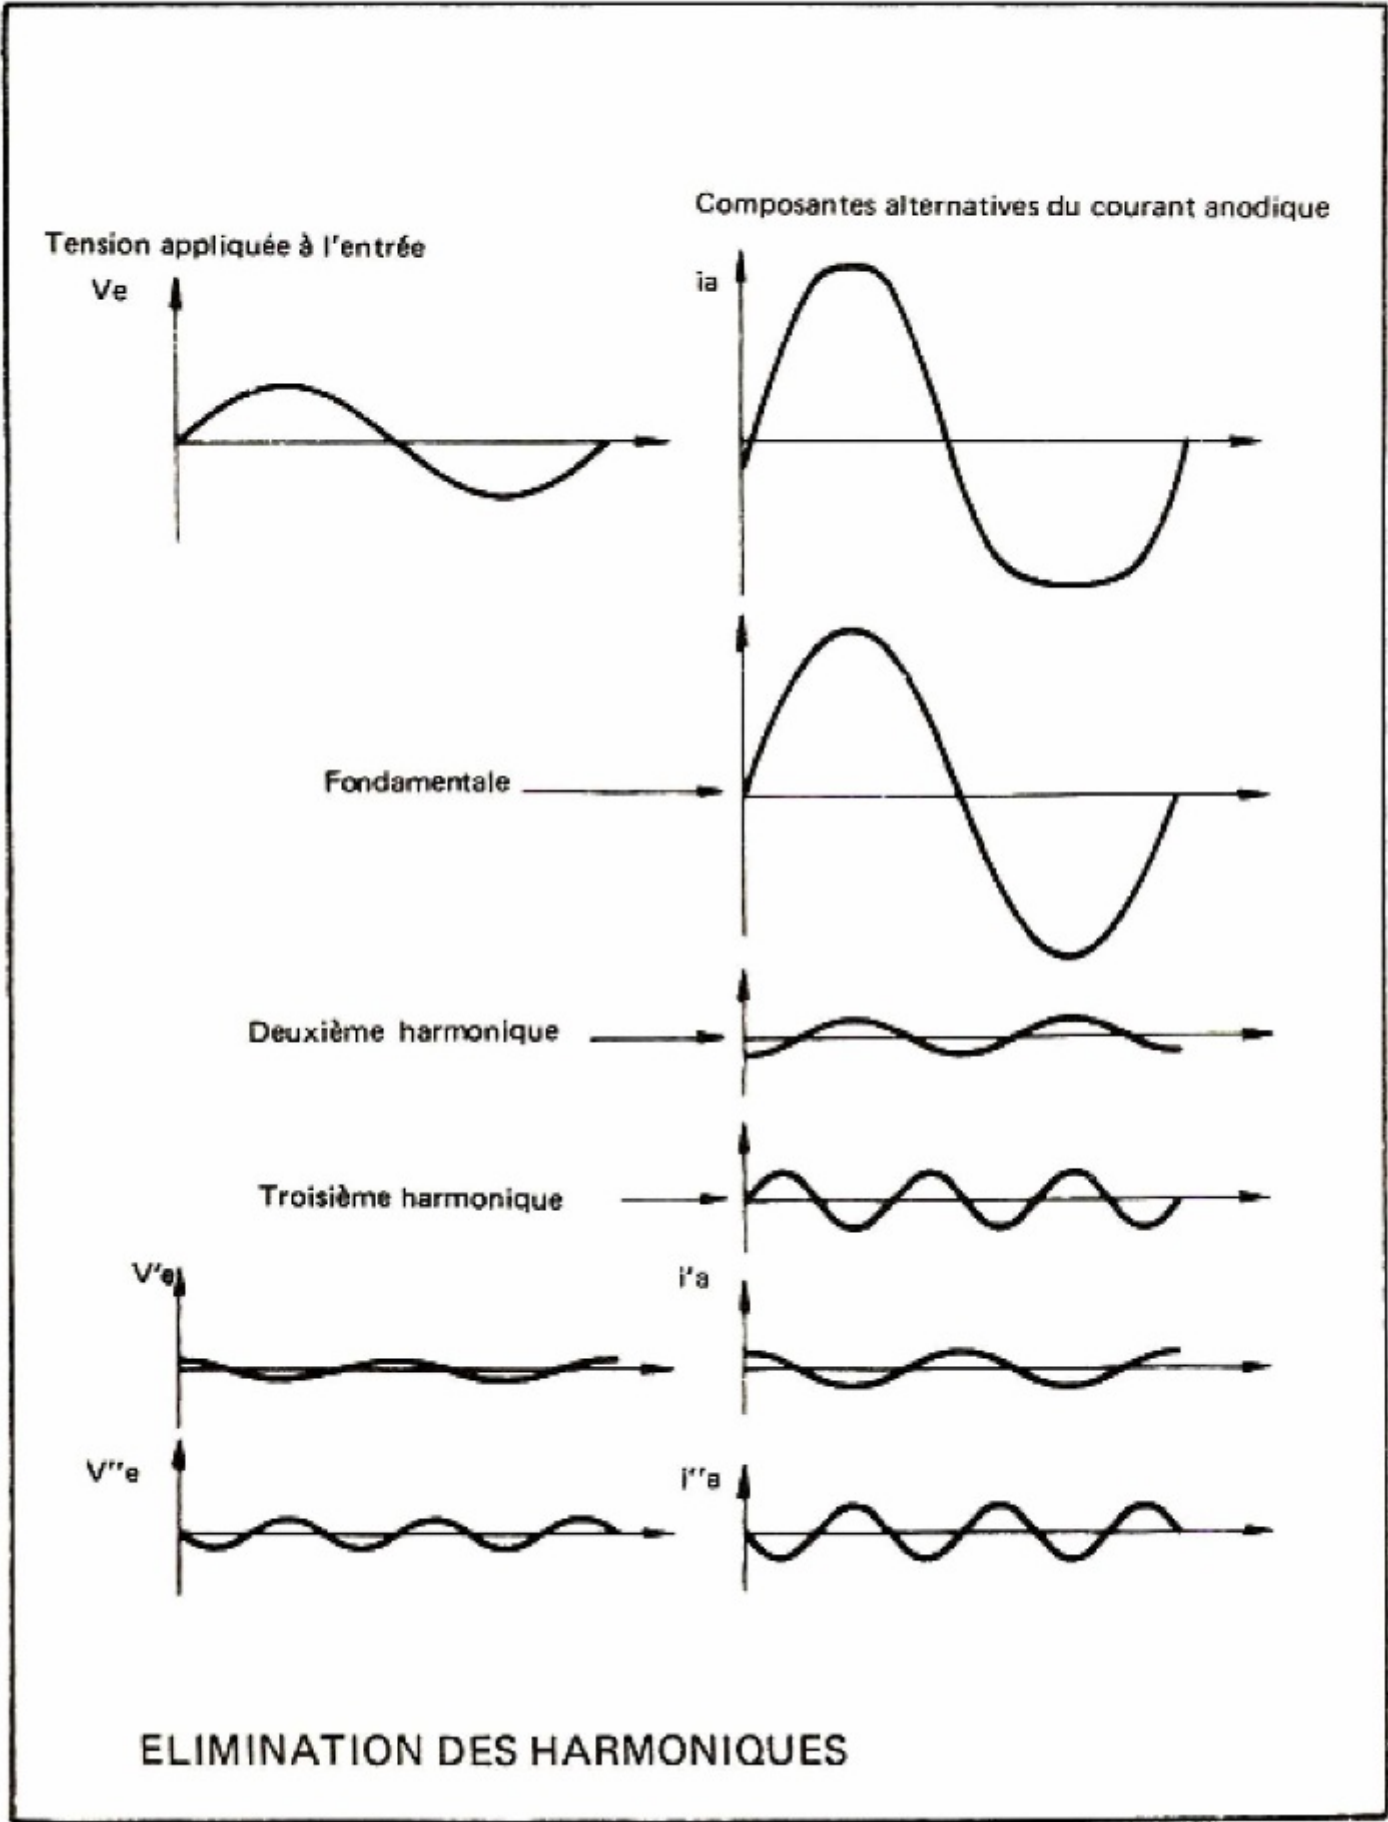 Composantes alternatives du courant anodique
Tension appliquée à l'entrée
Ve
ia
Fondamentale
Deuxième harmonique
Troisième harmonique
V'e
i'a
V''e
i''a
ELIMINATION DES HARMONIQUES